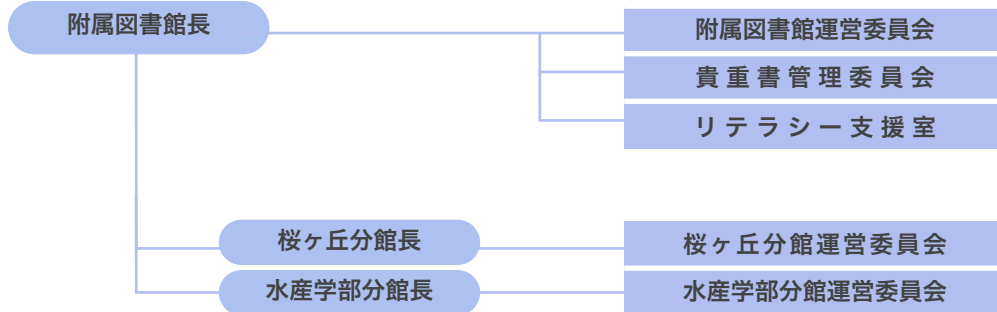 附属図書館長
附属図書館運営委員会
貴重書管理委員会
リテラシー支援室
桜ヶ丘分館長
桜ヶ丘分館運営委員会
水産学部分館長
水産学部分館運営委員会